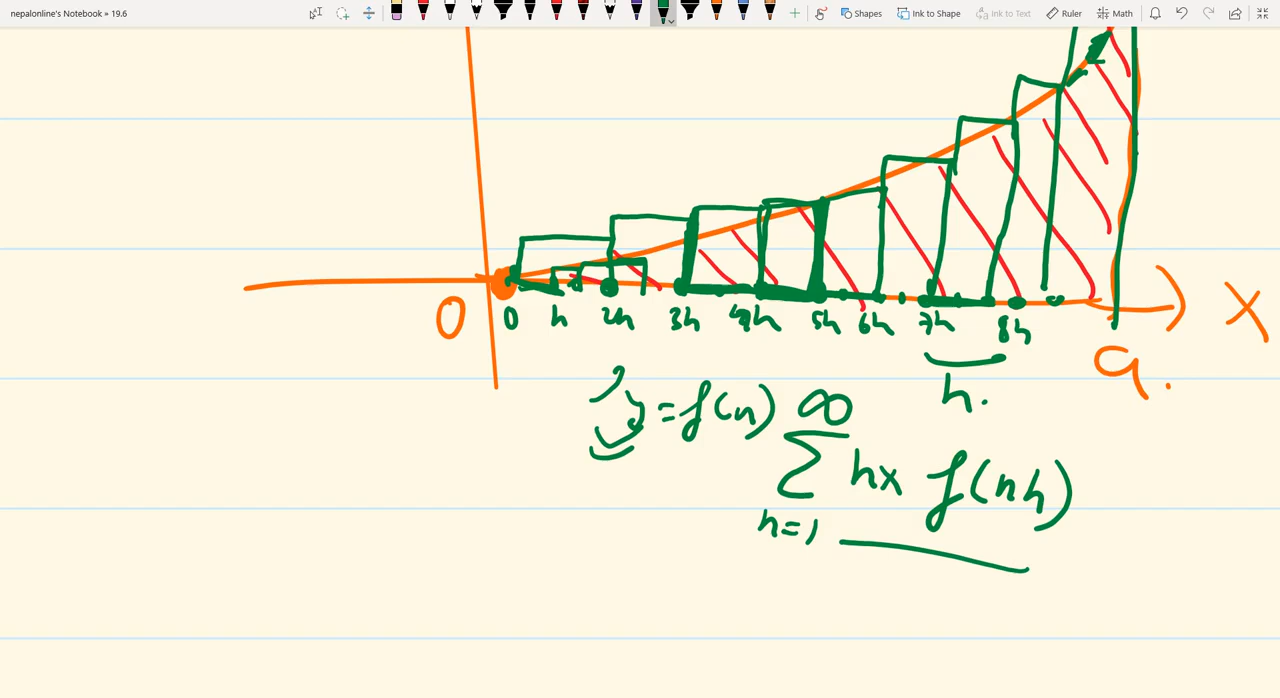 nepalonline's Notebook » 19.6
Shapes Ink to Shape Ink to Text Ruler Math
0 0 h 2h 3h 4h 5h 6h 7h 8h a. X
h.
y = f(n) ∞
∑ h x f(nh)
n=1